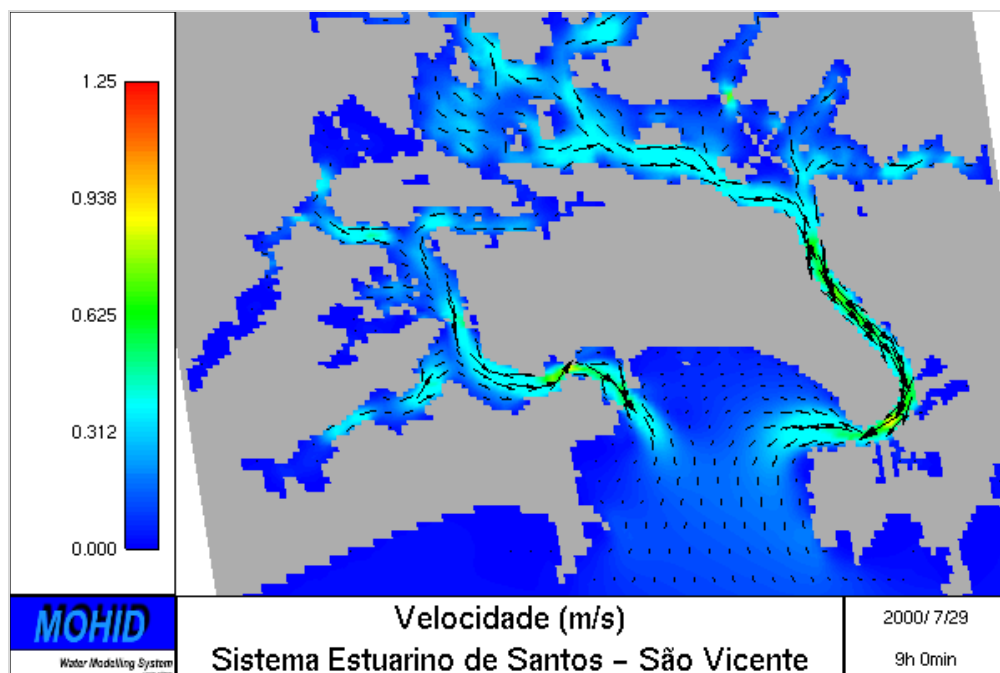 1.25
0.938
0.625
0.312
0.000
MOHID
Water Modelling System
Velocidade (m/s)
Sistema Estuarino de Santos – São Vicente
2000/ 7/29
9h 0min